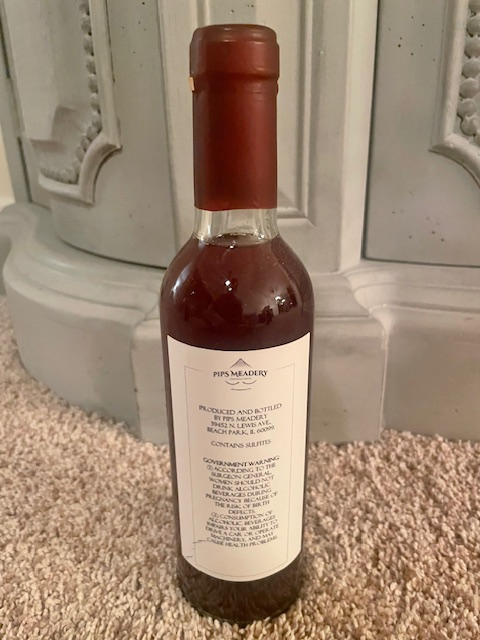 PIPS MEADERY
PRODUCED AND BOTTLED
BY PIPS MEADERY
39452 N. LEWIS AVE.
BEACH PARK, IL 60099.
CONTAINS SULFITES
GOVERNMENT WARNING:
(1) ACCORDING TO THE
SURGEON GENERAL,
WOMEN SHOULD NOT
DRINK ALCOHOLIC
BEVERAGES DURING
PREGNANCY BECAUSE OF
THE RISK OF BIRTH
DEFECTS.
(2) CONSUMPTION OF
ALCOHOLIC BEVERAGES
IMPAIRS YOUR ABILITY TO
DRIVE A CAR OR OPERATE
MACHINERY, AND MAY
CAUSE HEALTH PROBLEMS.